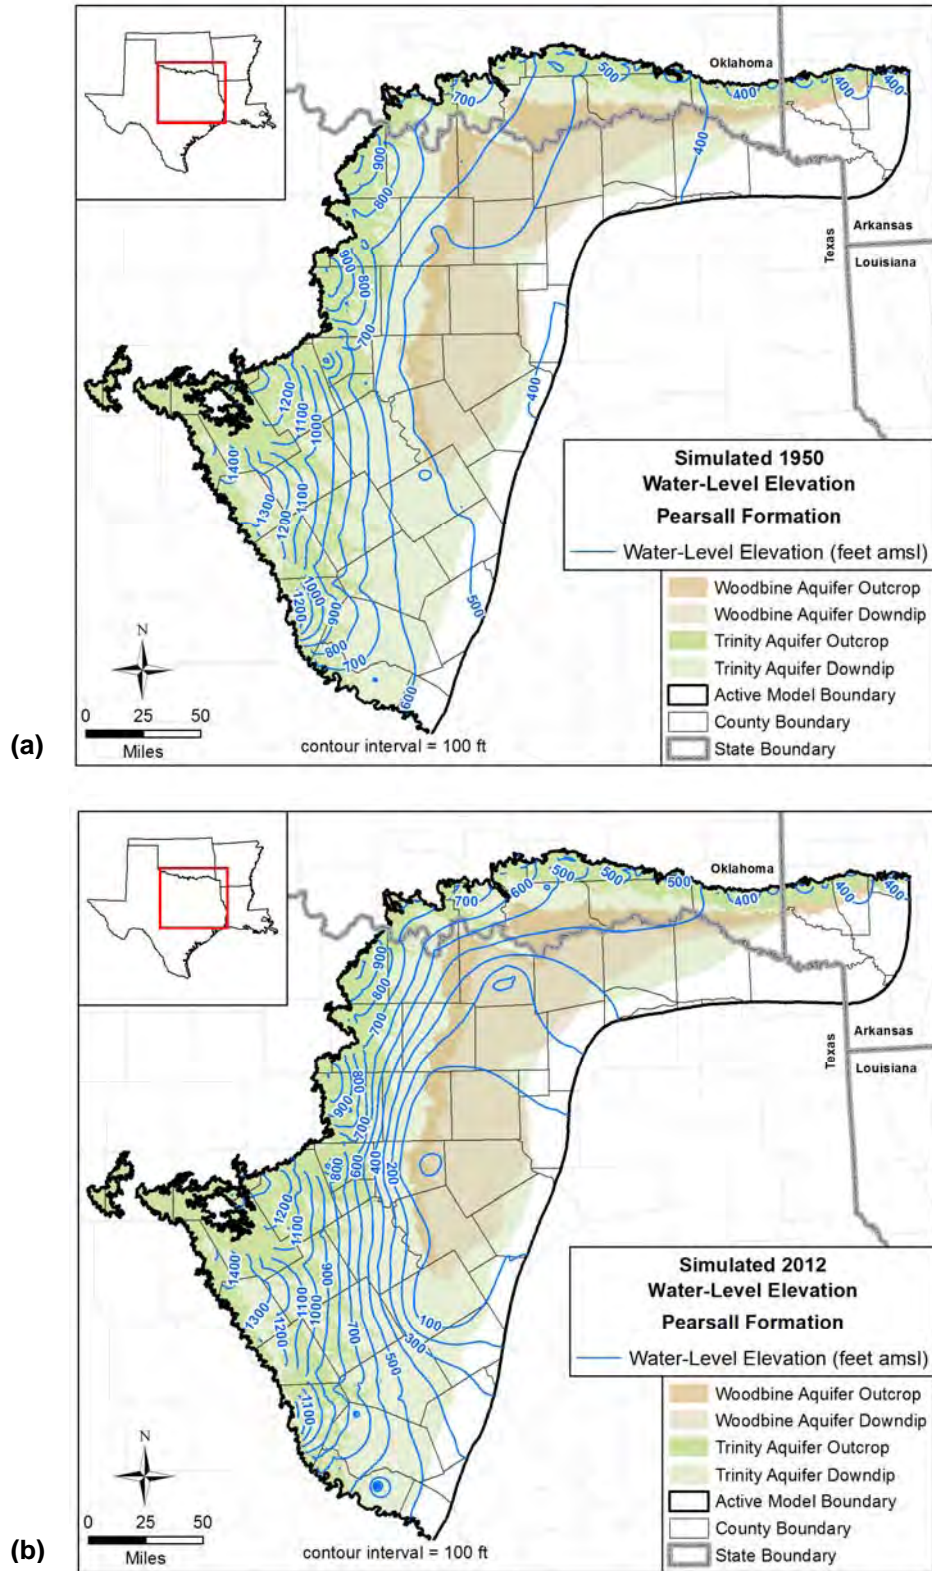 Oklahoma
500
700
400
400
400
900
800
400
Arkansas
Texas
Louisiana
900
800
700
400
1200
1100
1000
1400
1300
1200
1100
500
1000
1200
900
800
700
600
Simulated 1950
Water-Level Elevation
Pearsall Formation
Water-Level Elevation (feet amsl)
Woodbine Aquifer Outcrop
Woodbine Aquifer Downdip
Trinity Aquifer Outcrop
Trinity Aquifer Downdip
Active Model Boundary
County Boundary
State Boundary
N
0 25 50
Miles
contour interval = 100 ft
(a)
Oklahoma
500
500
600
700
500
400
400
400
900
800
700
Arkansas
Texas
Louisiana
800
900
700
800
600
400
200
1200
1100
1400
900
1300
1100
1000
1200
700
100
300
500
1100
Simulated 2012
Water-Level Elevation
Pearsall Formation
Water-Level Elevation (feet amsl)
Woodbine Aquifer Outcrop
Woodbine Aquifer Downdip
Trinity Aquifer Outcrop
Trinity Aquifer Downdip
Active Model Boundary
County Boundary
State Boundary
N
0 25 50
Miles
contour interval = 100 ft
(b)